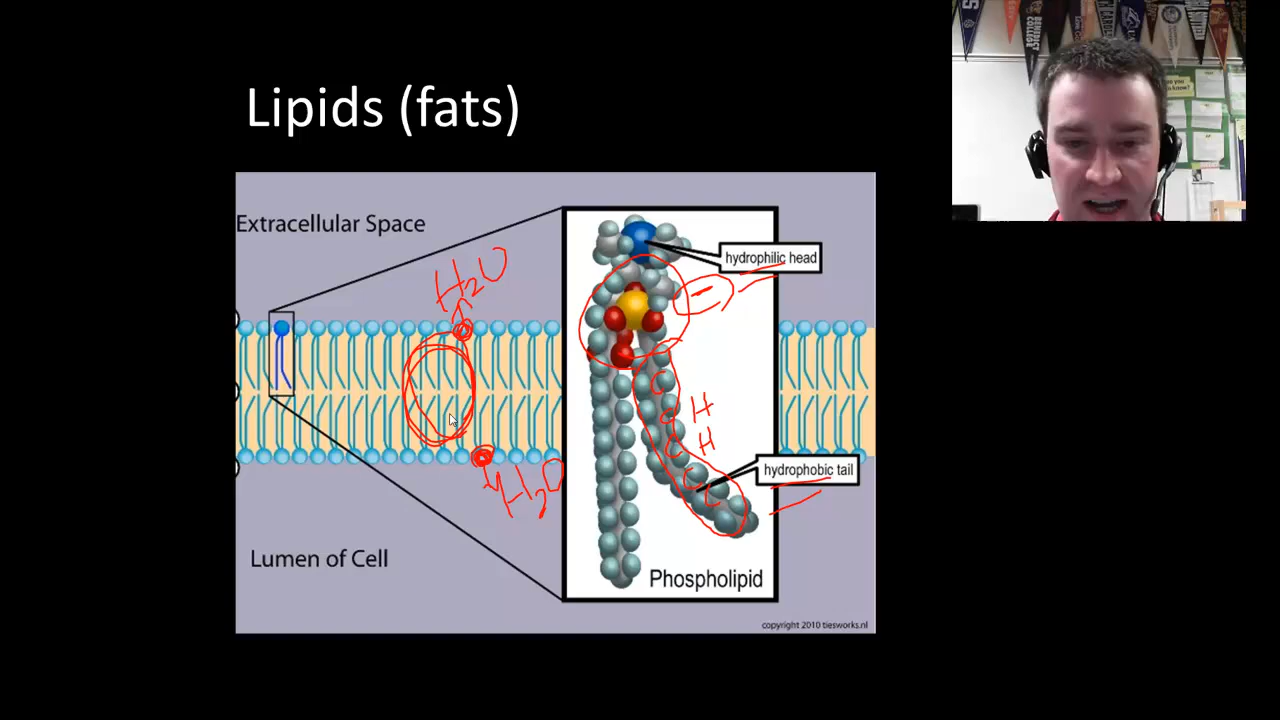 Lipids (fats)
Extracellular Space
H2O
hydrophilic head
−
C
C H
C H
C
C
hydrophobic tail
H2O
Lumen of Cell
Phospholipid
copyright 2010 tiesworks.nl